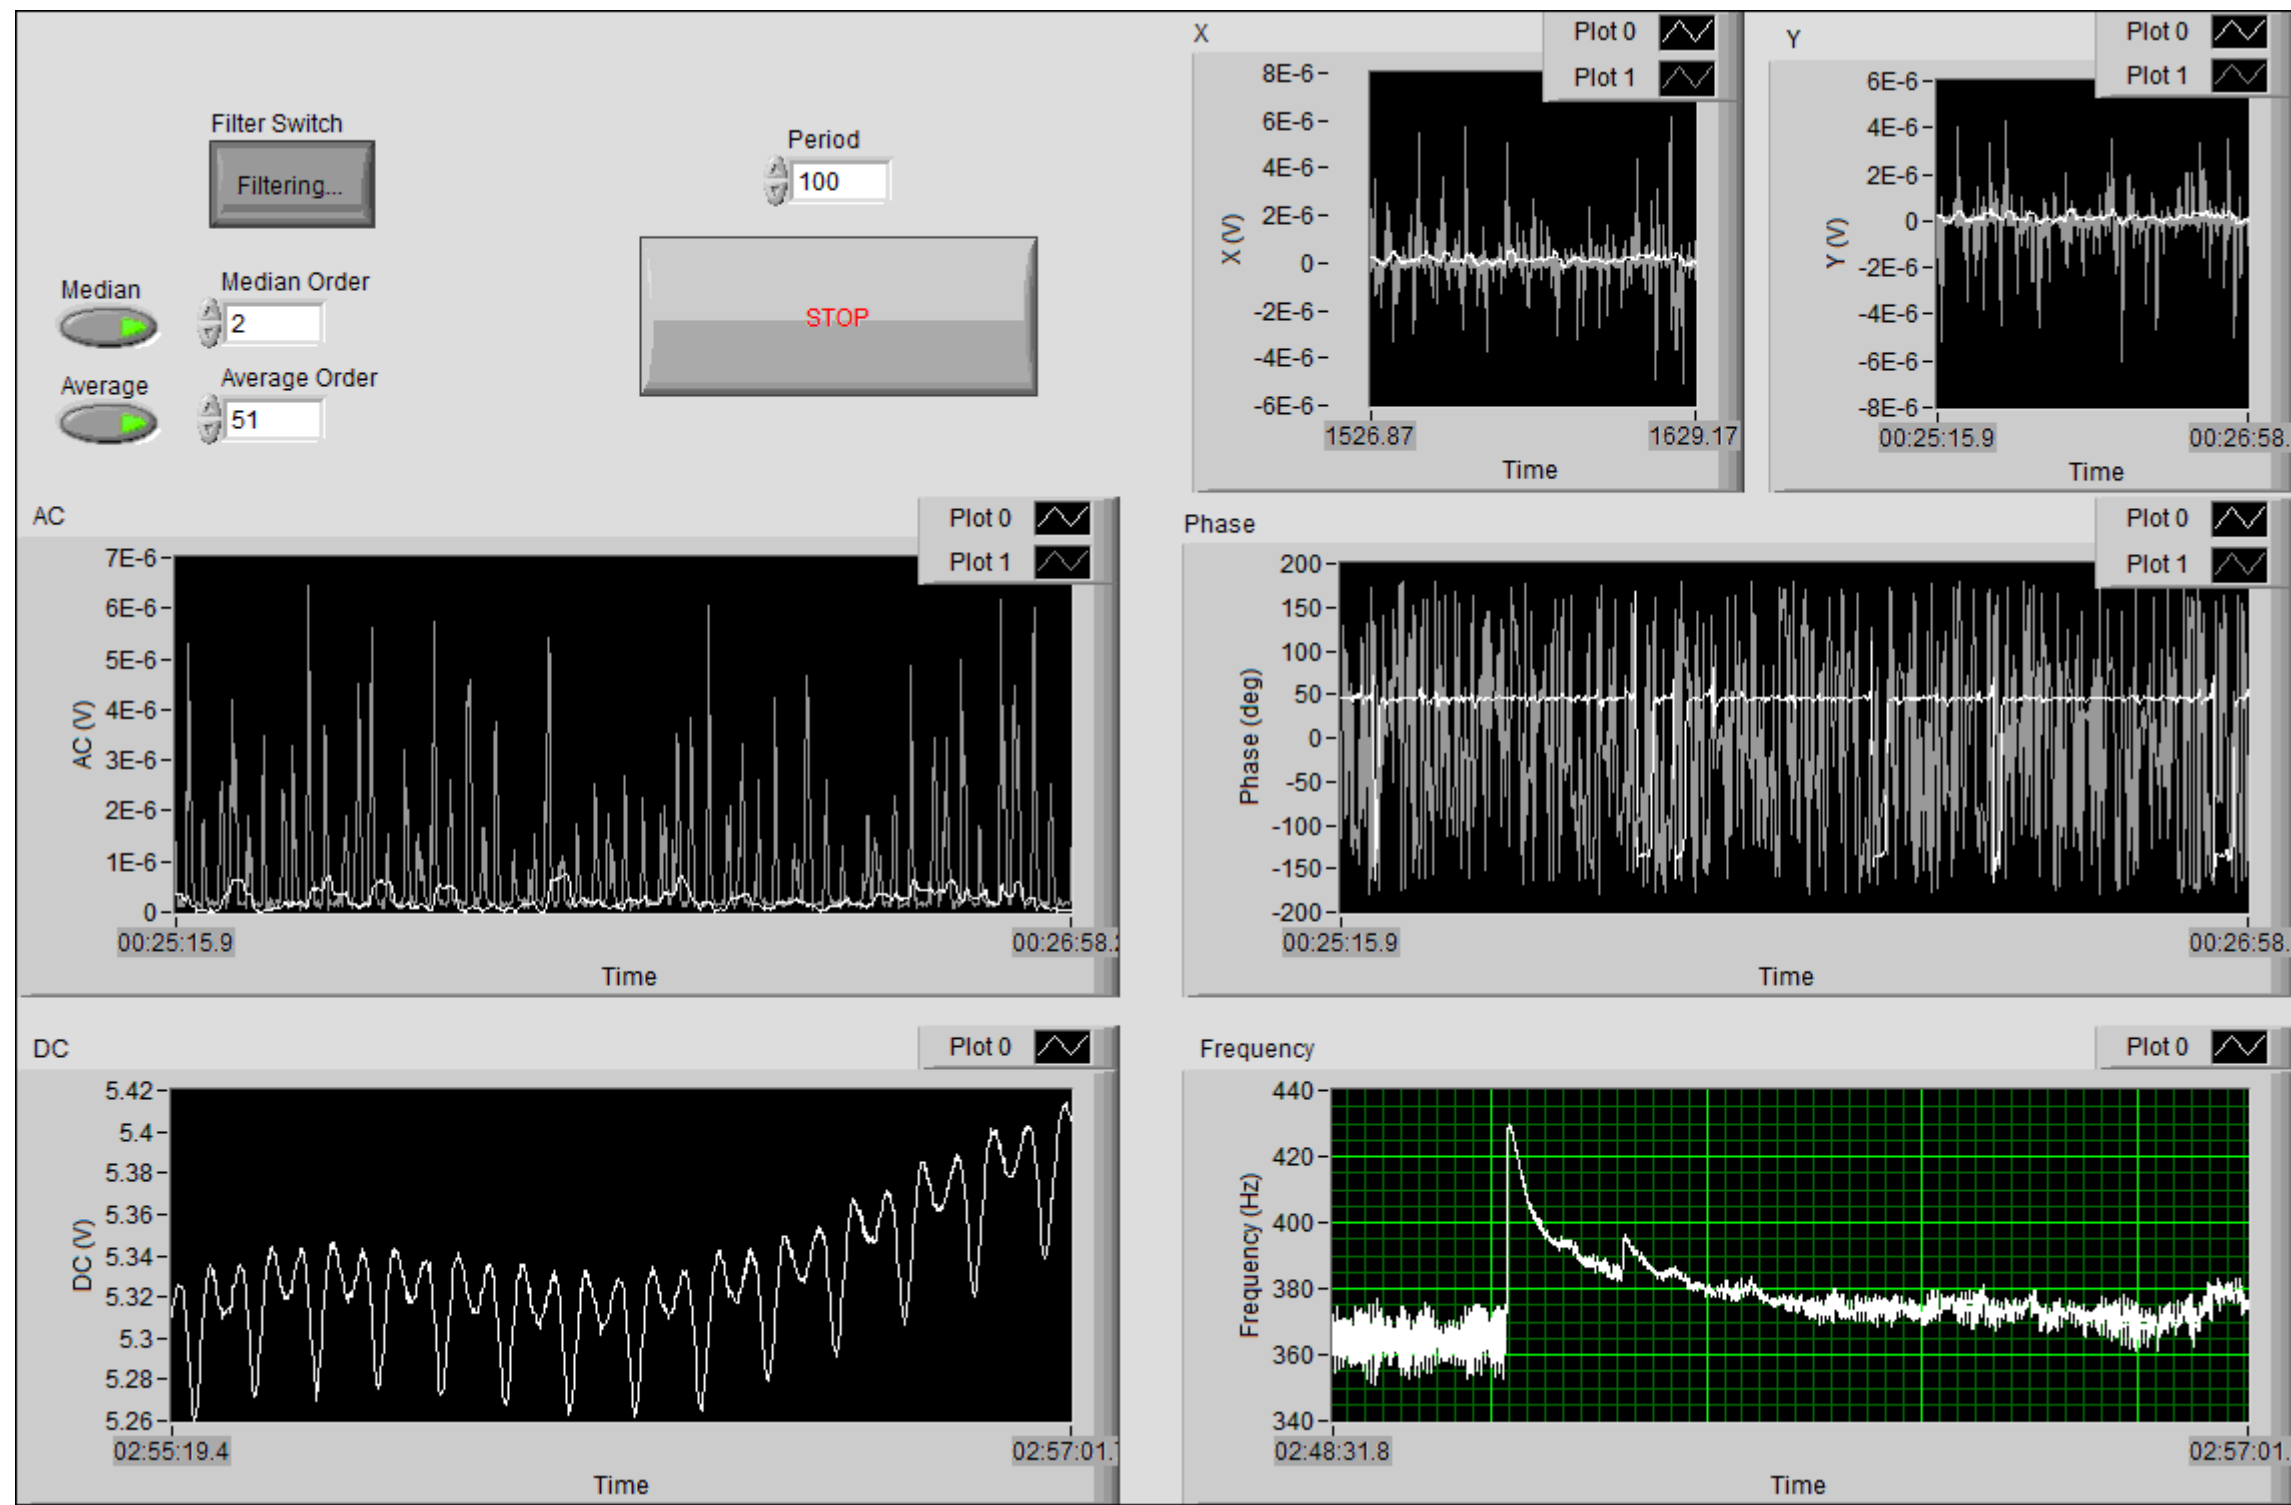 Filter Switch
Filtering...
Period
100
STOP
Median
Median Order
2
Average
Average Order
51
X
Plot 0
Plot 1
8E-6
6E-6
4E-6
2E-6
0
-2E-6
-4E-6
-6E-6
X (V)
1526.87
1629.17
Time
Y
Plot 0
Plot 1
6E-6
4E-6
2E-6
0
-2E-6
-4E-6
-6E-6
-8E-6
Y (V)
00:25:15.9
00:26:58.
Time
AC
Plot 0
Plot 1
7E-6
6E-6
5E-6
4E-6
3E-6
2E-6
1E-6
0
AC (V)
00:25:15.9
00:26:58.
Time
Phase
Plot 0
Plot 1
200
150
100
50
0
-50
-100
-150
-200
Phase (deg)
00:25:15.9
00:26:58.
Time
DC
Plot 0
5.42
5.4
5.38
5.36
5.34
5.32
5.3
5.28
5.26
DC (V)
02:55:19.4
02:57:01.
Time
Frequency
Plot 0
440
420
400
380
360
340
Frequency (Hz)
02:48:31.8
02:57:01.
Time